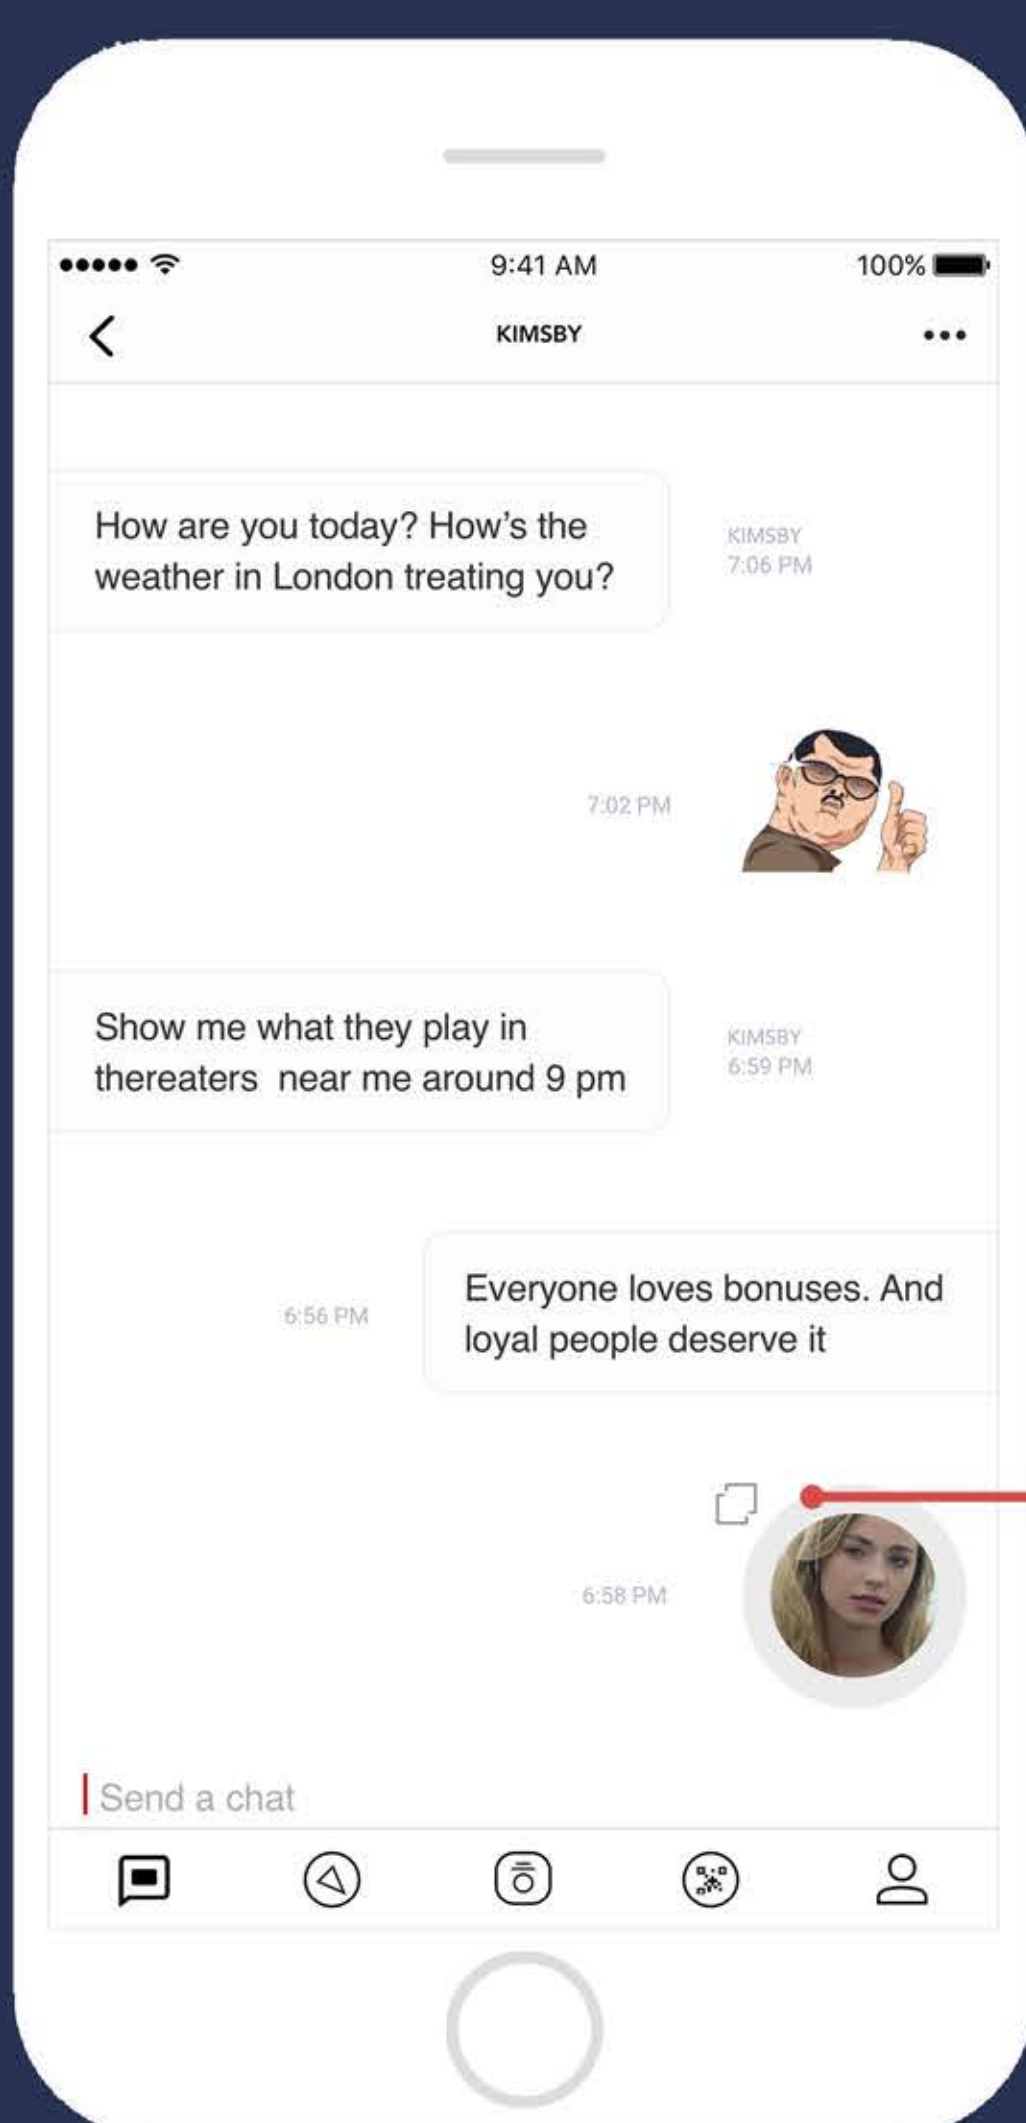 9:41 AM
100%
KIMSBY
How are you today? How's the
weather in London treating you?
KIMSBY
7:06 PM
7:02 PM
Show me what they play in
thereaters  near me around 9 pm
KIMSBY
6:59 PM
Everyone loves bonuses. And
loyal people deserve it
6:56 PM
6:58 PM
Send a chat